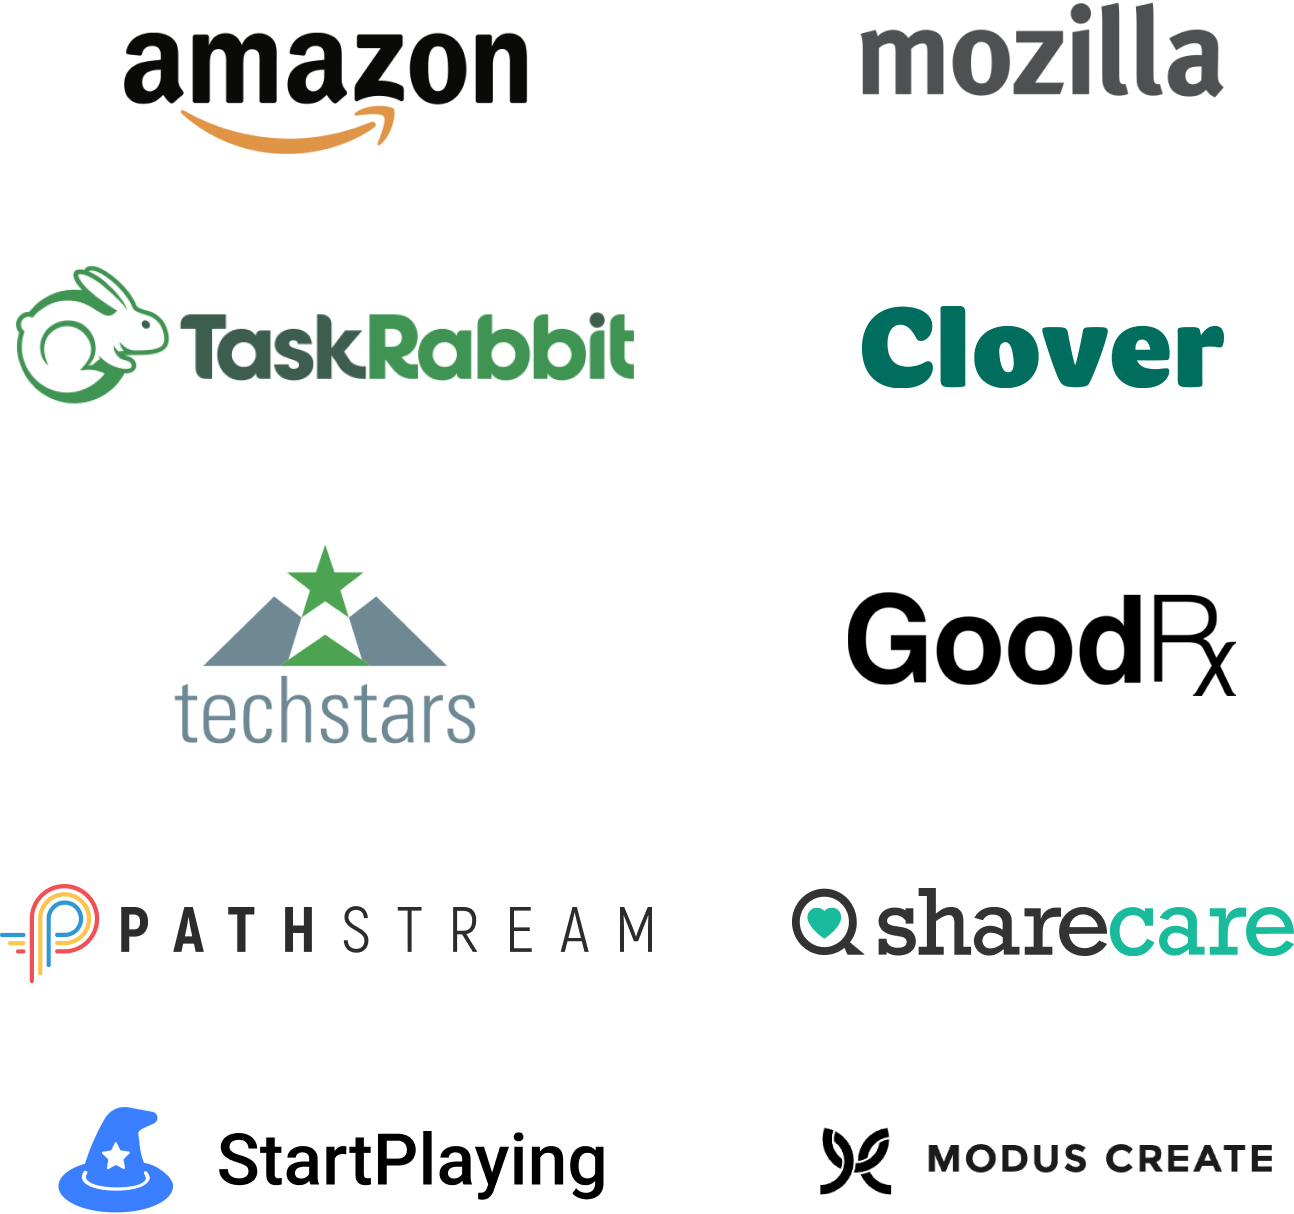 amazon
mozilla
TaskRabbit
Clover
techstars
GoodRx
PATHSTREAM
sharecare
StartPlaying
MODUS CREATE